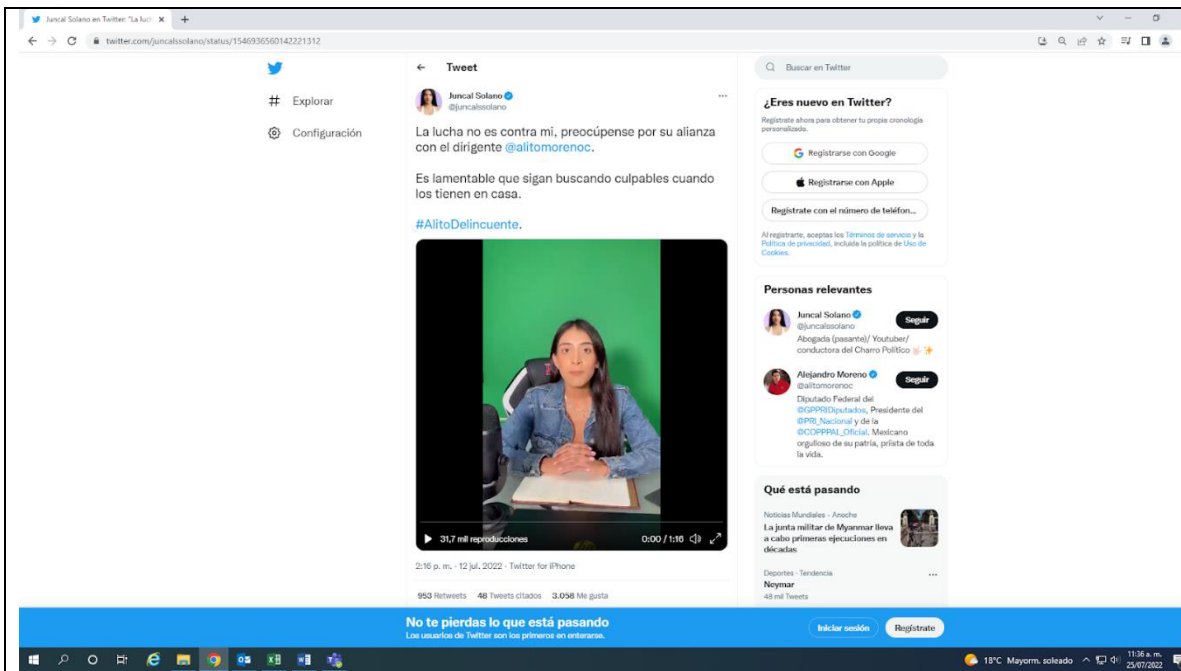 Juncal Solano en Twitter: "La luch
twitter.com/juncalssolano/status/1546936560142221312
Explorar
Configuración
Tweet
Juncal Solano
@juncalssolano
La lucha no es contra mi, preocúpense por su alianza
con el dirigente @alitomorenoc.
Es lamentable que sigan buscando culpables cuando
los tienen en casa.
#AlitoDelincuente.
31,7 mil reproducciones
0:00 / 1:16
2:16 p. m. · 12 jul. 2022 · Twitter for iPhone
953 Retweets 48 Tweets citados 3.058 Me gusta
Buscar en Twitter
¿Eres nuevo en Twitter?
Regístrate ahora para obtener tu propia cronología
personalizada.
Registrarse con Google
Registrarse con Apple
Regístrate con el número de teléfon...
Al registrarte, aceptas los Términos de servicio y la
Política de privacidad, incluida la política de Uso de
Cookies.
Personas relevantes
Juncal Solano
@juncalssolano
Seguir
Abogada (pasante)/ Youtuber/
conductora del Charro Político
Alejandro Moreno
@alitomorenoc
Seguir
Diputado Federal del
@GPPRIDiputados, Presidente del
@PRI_Nacional y de la
@COPPPAL_Oficial. Mexicano
orgulloso de su patria, priista de toda
la vida.
Qué está pasando
Noticias Mundiales · Anoche
La junta militar de Myanmar lleva
a cabo primeras ejecuciones en
décadas
Deportes · Tendencia
Neymar
48 mil Tweets
No te pierdas lo que está pasando
Los usuarios de Twitter son los primeros en enterarse.
Iniciar sesión
Regístrate
18°C Mayorm. soleado
11:36 a. m.
25/07/2022